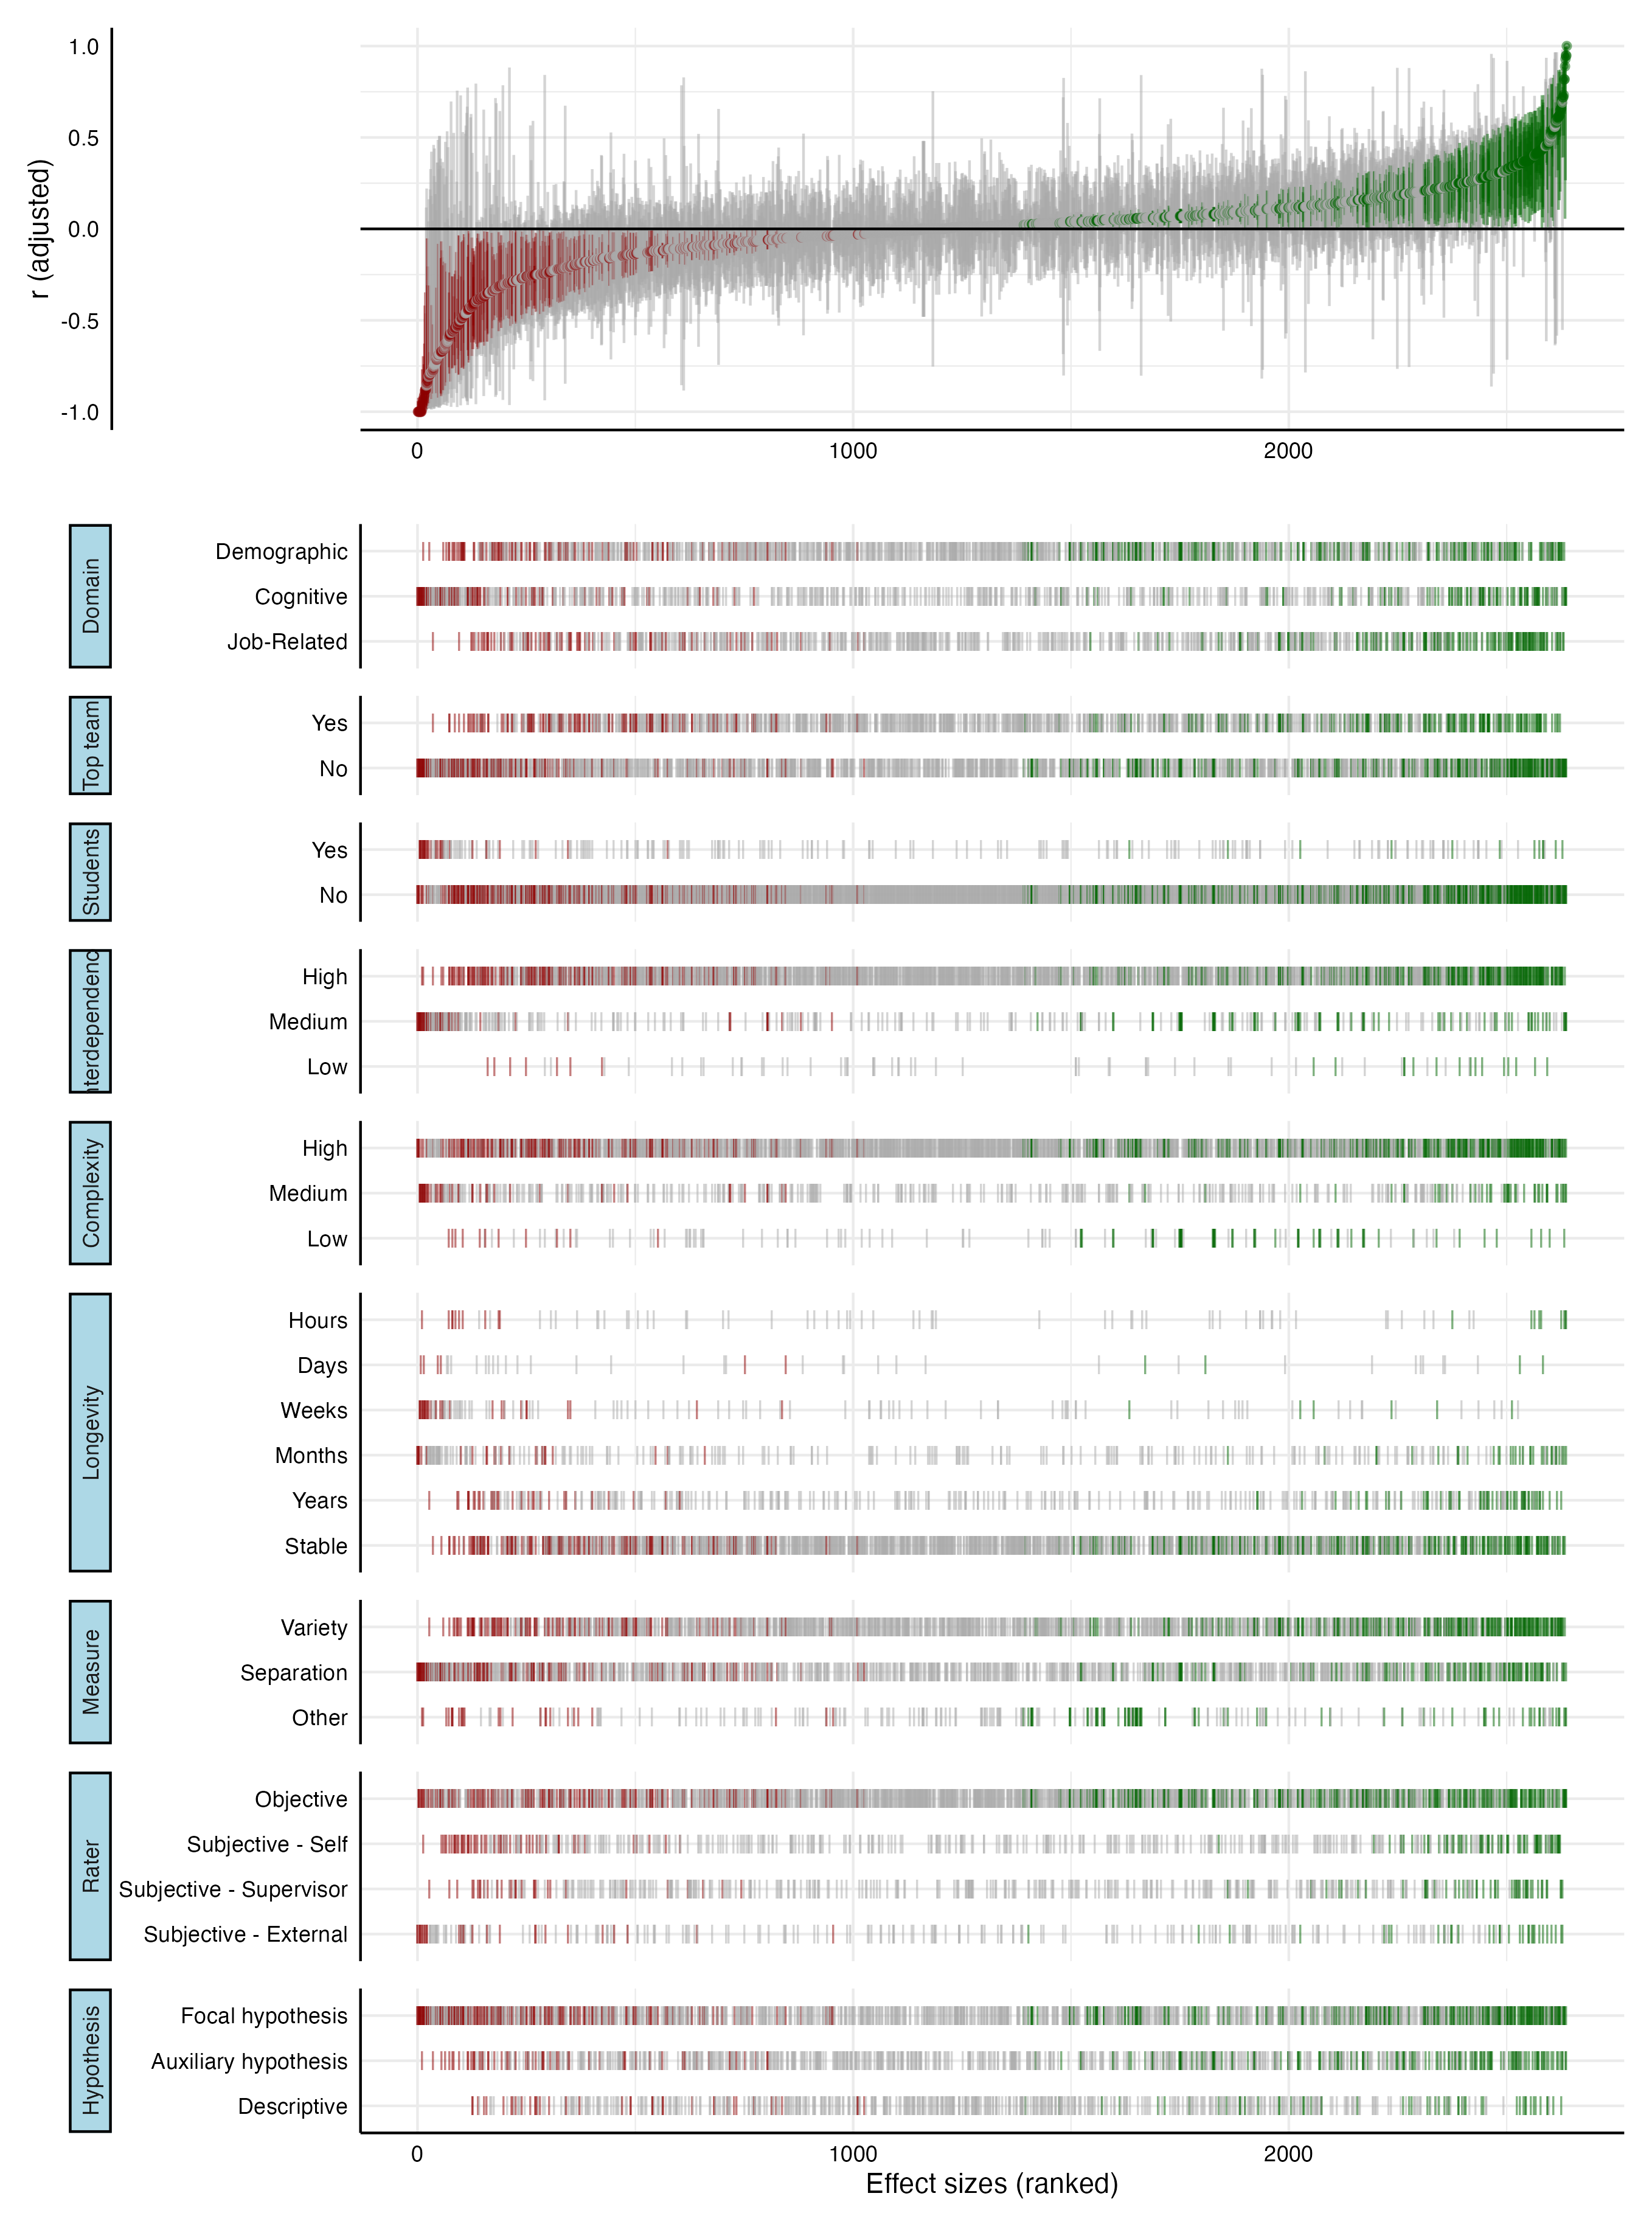 1.0
0.5
0.0
-0.5
-1.0
r (adjusted)
0 1000 2000
Domain
Demographic
Cognitive
Job-Related
Top team
Yes
No
Students
Yes
No
nterdependenc
High
Medium
Low
Complexity
High
Medium
Low
Longevity
Hours
Days
Weeks
Months
Years
Stable
Measure
Variety
Separation
Other
Rater
Objective
Subjective - Self
Subjective - Supervisor
Subjective - External
Hypothesis
Focal hypothesis
Auxiliary hypothesis
Descriptive
0 1000 2000
Effect sizes (ranked)